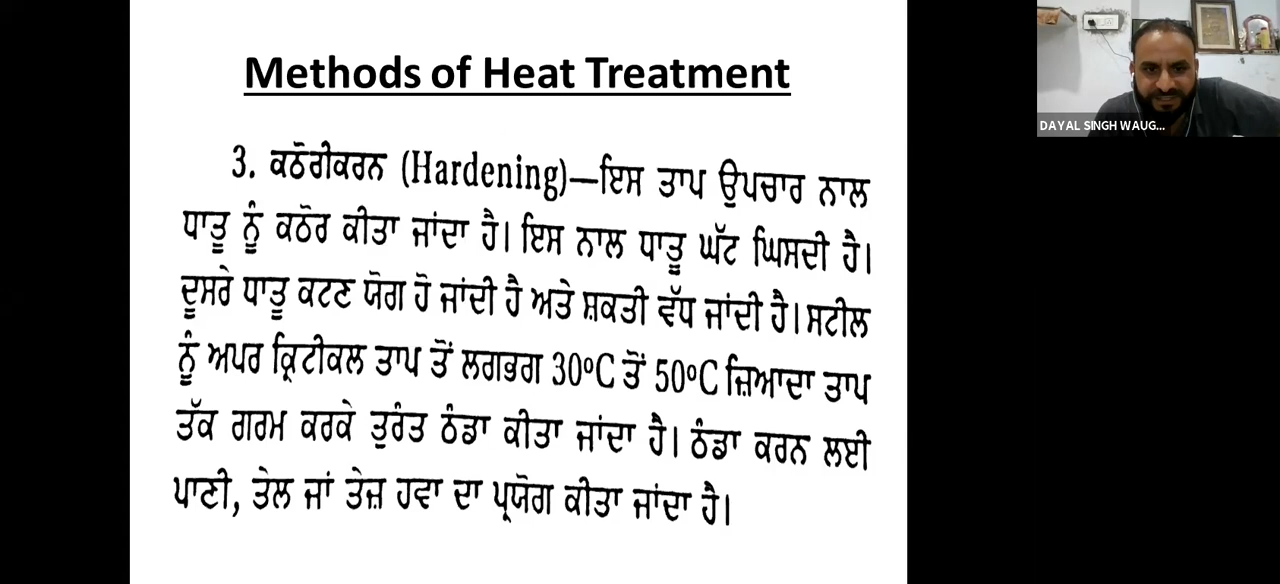 Methods of Heat Treatment
DAYAL SINGH WAUG...
3. ਕਠੋਰੀਕਰਨ (Hardening)—ਇਸ ਤਾਪ ਉਪਚਾਰ ਨਾਲ
ਧਾਤੂ ਨੂੰ ਕਠੋਰ ਕੀਤਾ ਜਾਂਦਾ ਹੈ। ਇਸ ਨਾਲ ਧਾਤੂ ਘੱਟ ਘਿਸਦੀ ਹੈ।
ਦੂਸਰੇ ਧਾਤੂ ਕਟਣ ਯੋਗ ਹੋ ਜਾਂਦੀ ਹੈ ਅਤੇ ਸ਼ਕਤੀ ਵੱਧ ਜਾਂਦੀ ਹੈ। ਸਟੀਲ
ਨੂੰ ਅਪਰ ਕ੍ਰਿਟੀਕਲ ਤਾਪ ਤੋਂ ਲਗਭਗ 30°C ਤੋਂ 50°C ਜ਼ਿਆਦਾ ਤਾਪ
ਤੱਕ ਗਰਮ ਕਰਕੇ ਤੁਰੰਤ ਠੰਡਾ ਕੀਤਾ ਜਾਂਦਾ ਹੈ। ਠੰਡਾ ਕਰਨ ਲਈ
ਪਾਣੀ, ਤੇਲ ਜਾਂ ਤੇਜ਼ ਹਵਾ ਦਾ ਪ੍ਰਯੋਗ ਕੀਤਾ ਜਾਂਦਾ ਹੈ।